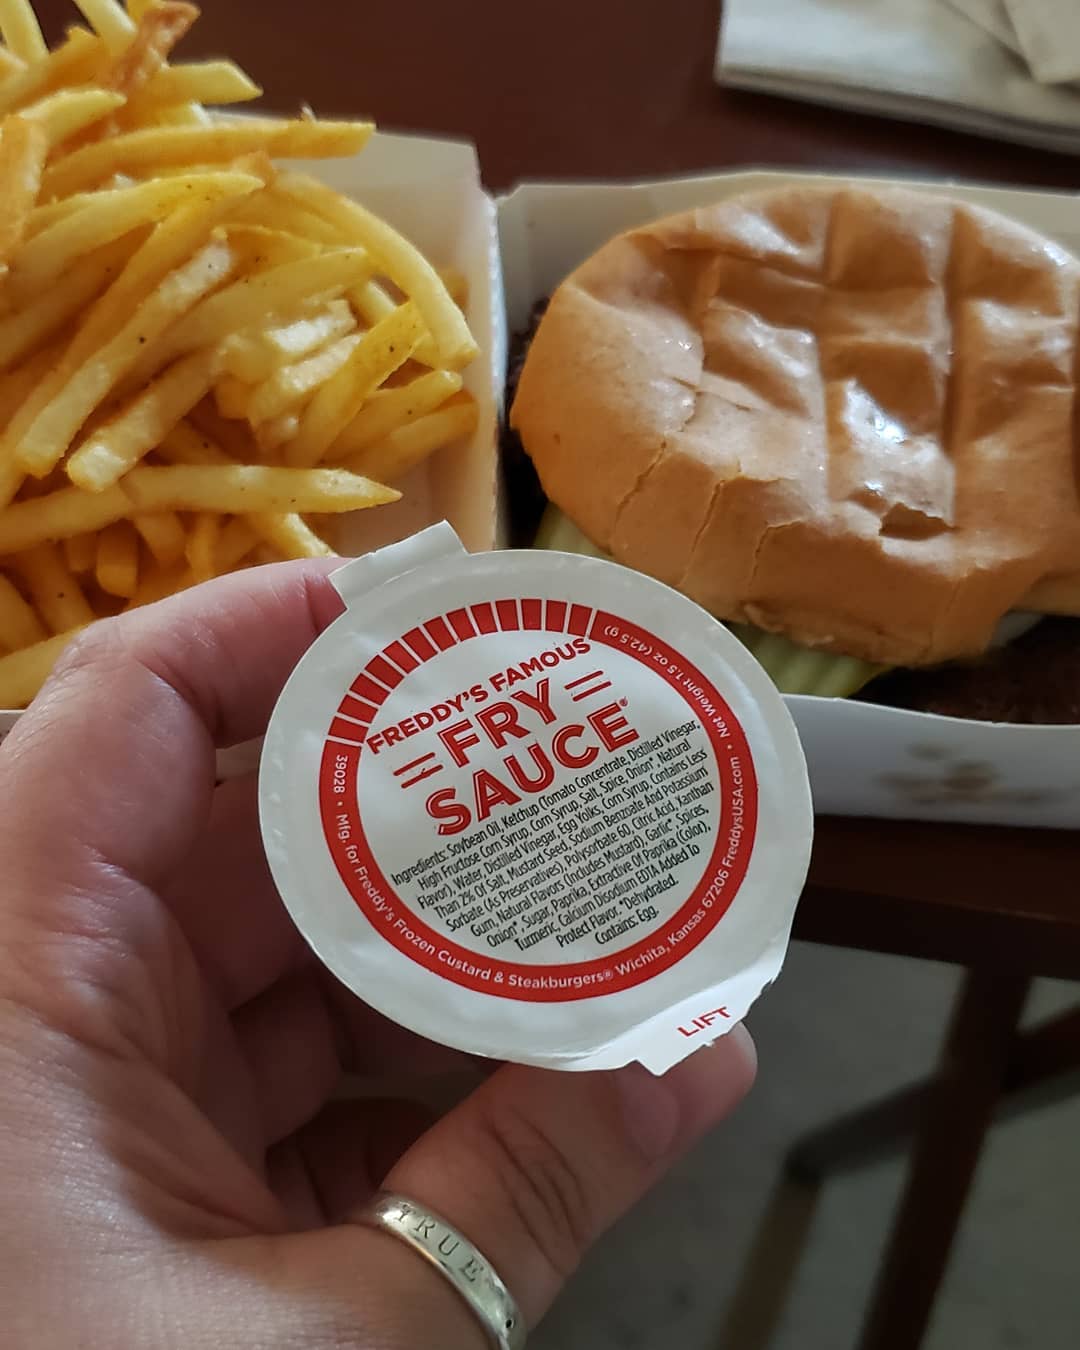 FREDDY'S FAMOUS
FRY
SAUCE®
Ingredients: Soybean Oil, Ketchup (Tomato Concentrate, Distilled Vinegar,
High Fructose Corn Syrup, Corn Syrup, Salt, Spice, Onion*, Natural
Flavor), Water, Distilled Vinegar, Egg Yolks, Corn Syrup, Contains Less
Than 2% Of Salt, Mustard Seed, Sodium Benzoate And Potassium
Sorbate (As Preservatives), Polysorbate 60, Citric Acid, Xanthan
Gum, Natural Flavors (Includes Mustard), Garlic*, Spices,
Onion*, Sugar, Paprika, Extractive Of Paprika (Color),
Turmeric, Calcium Disodium EDTA Added To
Protect Flavor. *Dehydrated.
Contains: Egg.
39028 • Mfg. for Freddy's Frozen Custard & Steakburgers® Wichita, Kansas 67206 FreddysUSA.com • Net Weight 1.5 oz (42.5 g)
LIFT
TRUE